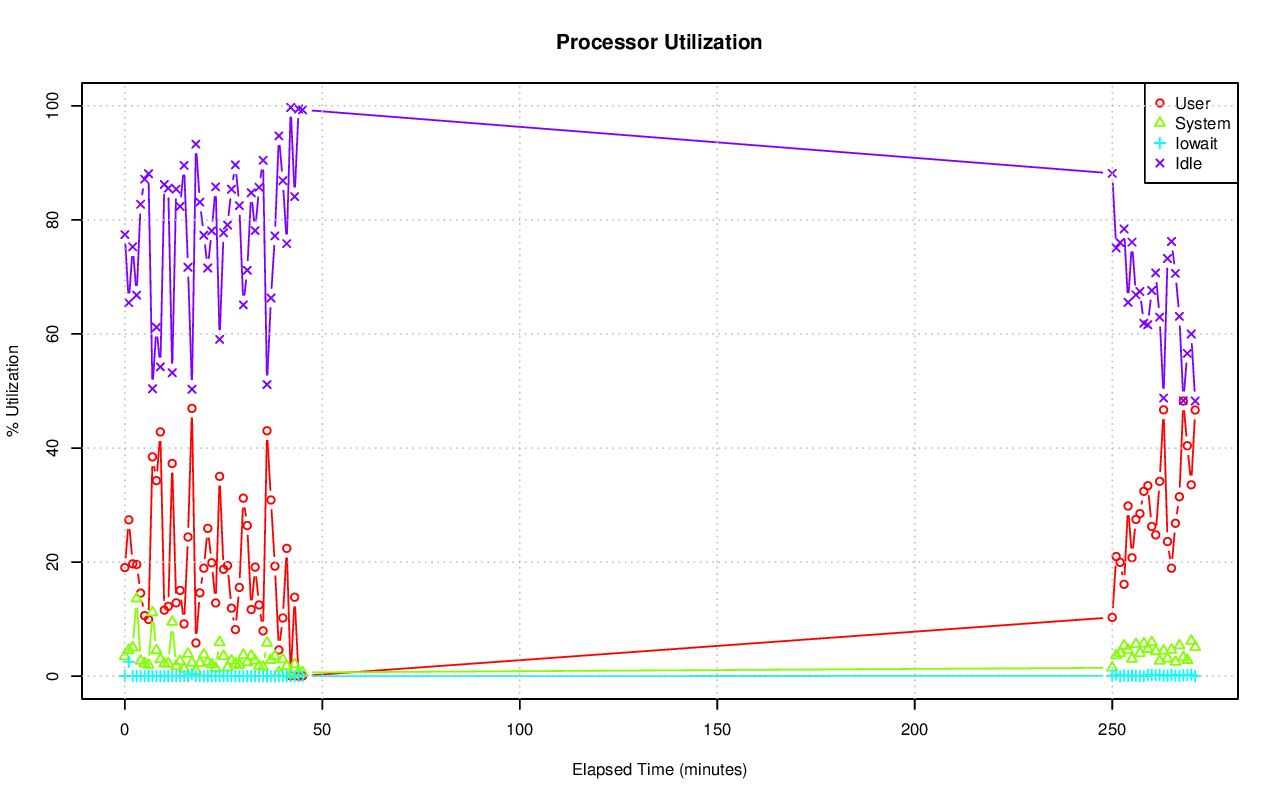 Processor Utilization
% Utilization
100
80
60
40
20
0
User
System
Iowait
Idle
0 50 100 150 200 250
Elapsed Time (minutes)